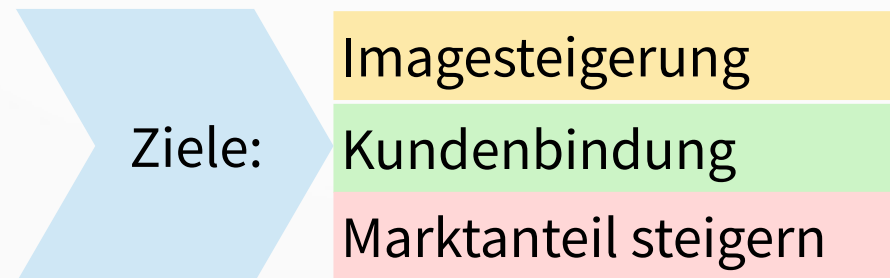 Ziele:
Imagesteigerung
Kundenbindung
Marktanteil steigern